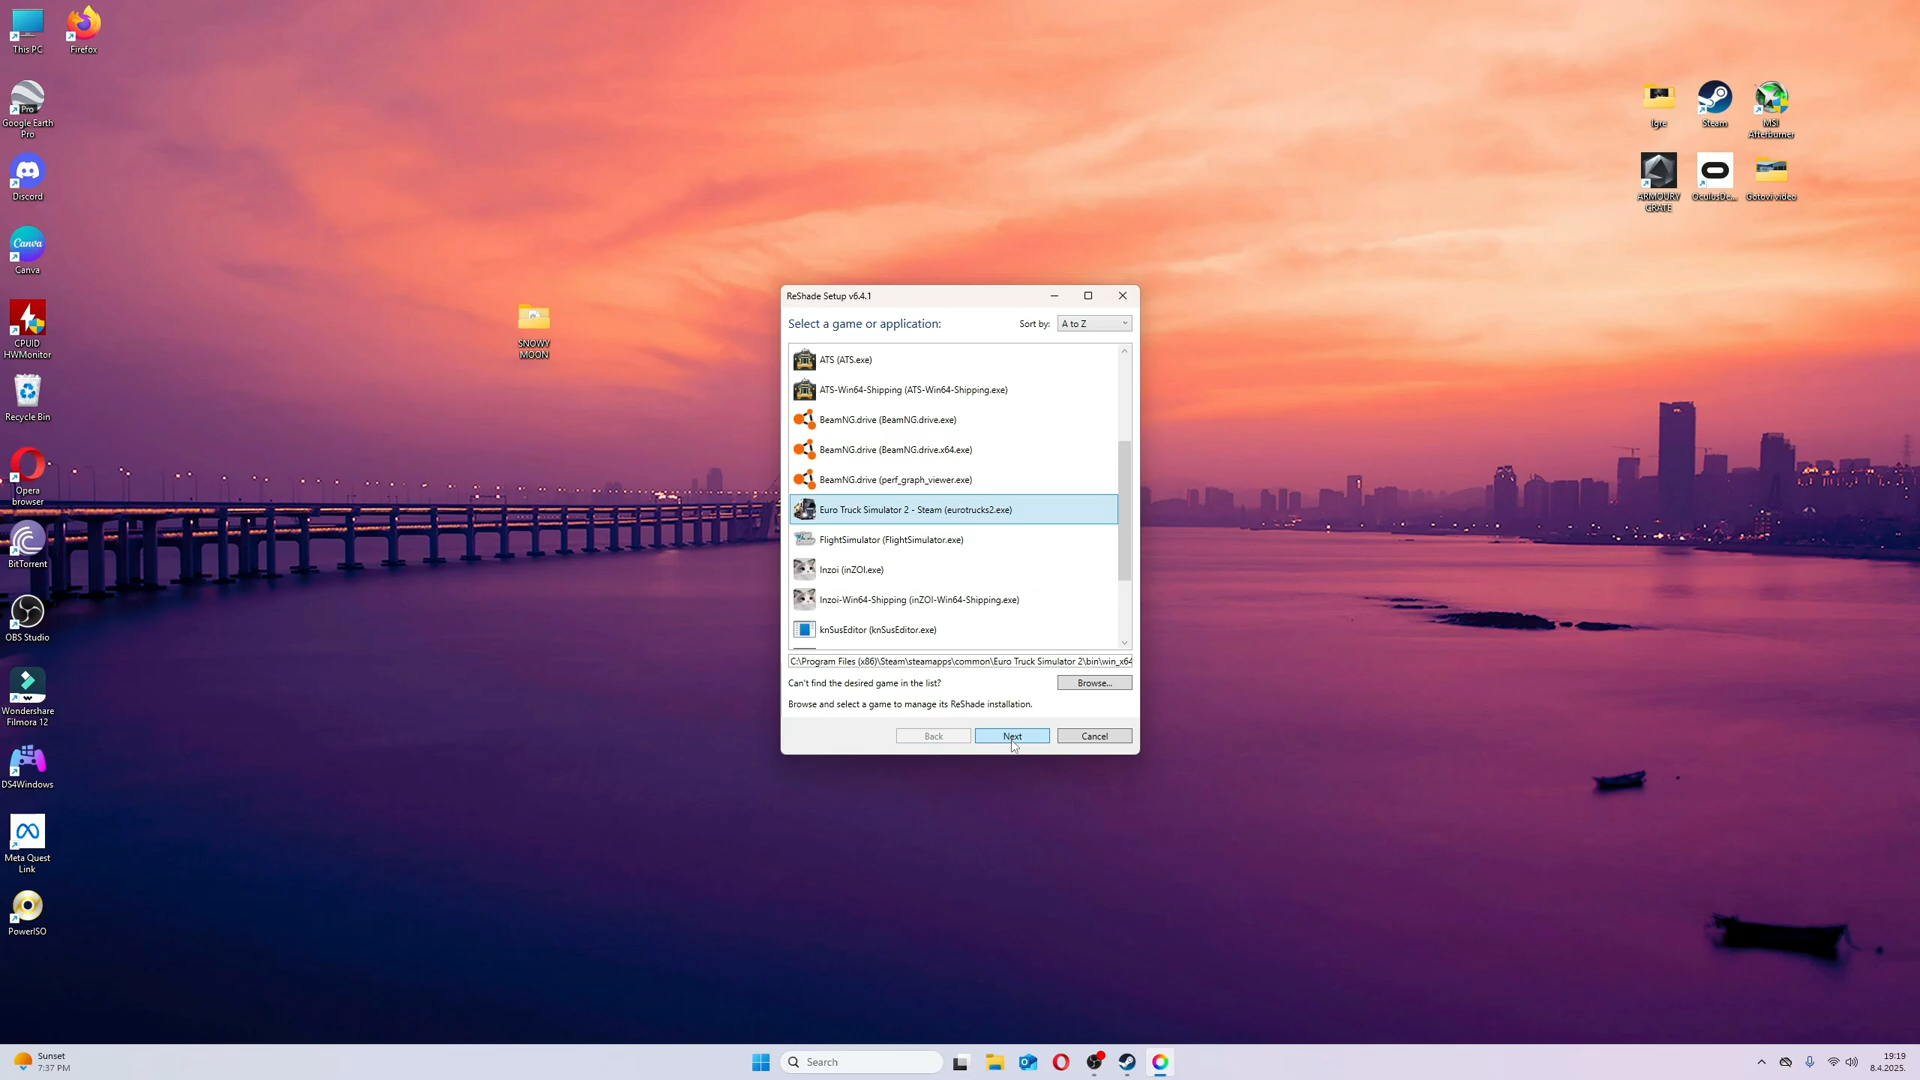 This PC
Firefox
Pro
Google Earth
Pro
Discord
Canva
Canva
CPUID
HWMonitor
Recycle Bin
Opera
browser
BitTorrent
OBS Studio
Wondershare
Filmora 12
DS4Windows
Meta Quest
Link
PowerISO
SNOWY
MOON
Igre
Steam
MSI
Afterburner
ARMOURY
CRATE
OculusDe...
Gotovi video
ReShade Setup v6.4.1
Select a game or application:
Sort by:
A to Z
ATS (ATS.exe)
ATS-Win64-Shipping (ATS-Win64-Shipping.exe)
BeamNG.drive (BeamNG.drive.exe)
BeamNG.drive (BeamNG.drive.x64.exe)
BeamNG.drive (perf_graph_viewer.exe)
Euro Truck Simulator 2 - Steam (eurotrucks2.exe)
FlightSimulator (FlightSimulator.exe)
Inzoi (inZOI.exe)
Inzoi-Win64-Shipping (inZOI-Win64-Shipping.exe)
knSusEditor (knSusEditor.exe)
C:\Program Files (x86)\Steam\steamapps\common\Euro Truck Simulator 2\bin\win_x64
Can't find the desired game in the list?
Browse...
Browse and select a game to manage its ReShade installation.
Back
Next
Cancel
Sunset
7:37 PM
Search
19:19
8.4.2025.